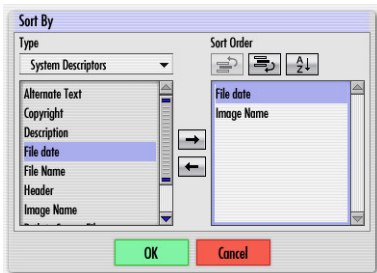 Sort By
Type
System Descriptors
Alternate Text
Copyright
Description
File date
File Name
Header
Image Name
Sort Order
A
Z
File date
Image Name
OK
Cancel